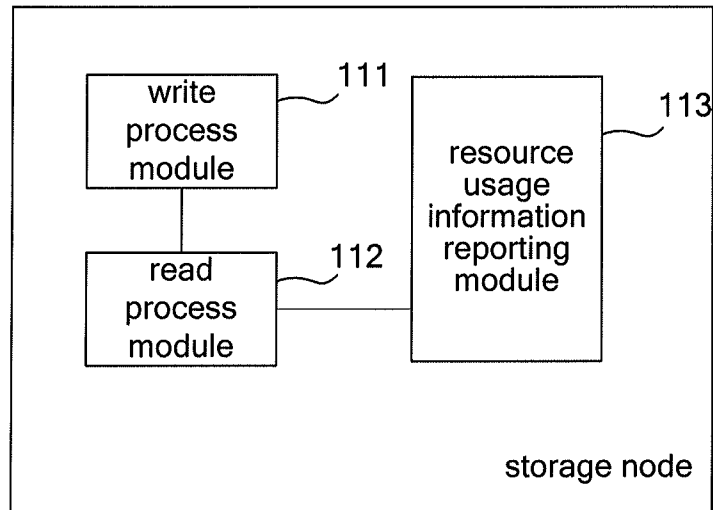 write
process
module
111
read
process
module
112
resource
usage
information
reporting
module
113
storage node